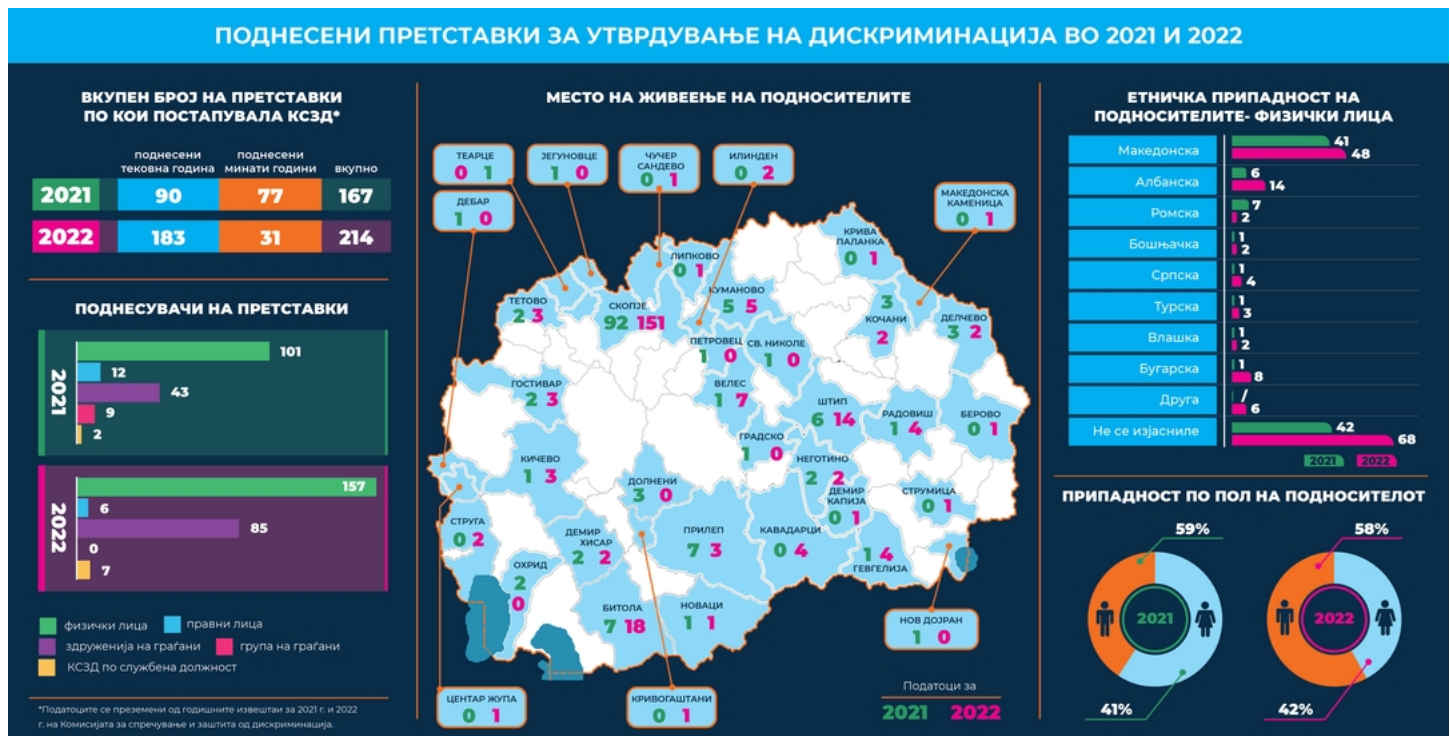 ПОДНЕСЕНИ ПРЕТСТАВКИ ЗА УТВРДУВАЊЕ НА ДИСКРИМИНАЦИЈА ВО 2021 И 2022
ВКУПЕН БРОЈ НА ПРЕТСТАВКИ
ПО КОИ ПОСТАПУВАЛА КСЗД*
поднесени
тековна година
поднесени
минати години
вкупно
2021 90 77 167
2022 183 31 214
ПОДНЕСУВАЧИ НА ПРЕТСТАВКИ
2021
101
12
43
9
2
2022
157
6
85
0
7
физички лица
правни лица
здруженија на граѓани
група на граѓани
КСЗД по службена должност
*Податоците се преземени од годишните извештаи за 2021 г. и 2022
г. на Комисијата за спречување и заштита од дискриминација.
МЕСТО НА ЖИВЕЕЊЕ НА ПОДНОСИТЕЛИТЕ
ТЕАРЦЕ
0 1
ЈЕГУНОВЦЕ
1 0
ЧУЧЕР
САНДЕВО
0 1
ИЛИНДЕН
0 2
ДЕБАР
1 0
МАКЕДОНСКА
КАМЕНИЦА
0 1
КРИВА
ПАЛАНКА
0 1
ЛИПКОВО
0 1
КУМАНОВО
5 5
ТЕТОВО
2 3
СКОПЈЕ
92 151
3
КОЧАНИ
2
ДЕЛЧЕВО
3 2
ПЕТРОВЕЦ
1 0
СВ. НИКОЛЕ
1 0
ГОСТИВАР
2 3
ВЕЛЕС
1 7
ШТИП
6 14
РАДОВИШ
1 4
БЕРОВО
0 1
ГРАДСКО
1 0
КИЧЕВО
1 3
НЕГОТИНО
2 2
ДОЛНЕНИ
3 0
ДЕМИР
КАПИЈА
0 1
СТРУМИЦА
0 1
СТРУГА
0 2
ДЕМИР
ХИСАР
2 2
ПРИЛЕП
7 3
КАВАДАРЦИ
0 4
1 4
ГЕВГЕЛИЈА
ОХРИД
2
0
БИТОЛА
7 18
НОВАЦИ
1 1
НОВ ДОЈРАН
1 0
ЦЕНТАР ЖУПА
0 1
КРИВОГАШТАНИ
0 1
Податоци за
2021 2022
ЕТНИЧКА ПРИПАДНОСТ НА
ПОДНОСИТЕЛИТЕ- ФИЗИЧКИ ЛИЦА
Македонска 41
48
Албанска 6
14
Ромска 7
2
Бошњачка 1
2
Српска 1
4
Турска 1
3
Влашка 1
2
Бугарска 1
8
Друга /
6
Не се изјасниле 42
68
2021 2022
ПРИПАДНОСТ ПО ПОЛ НА ПОДНОСИТЕЛОТ
59%
2021
41%
58%
2022
42%